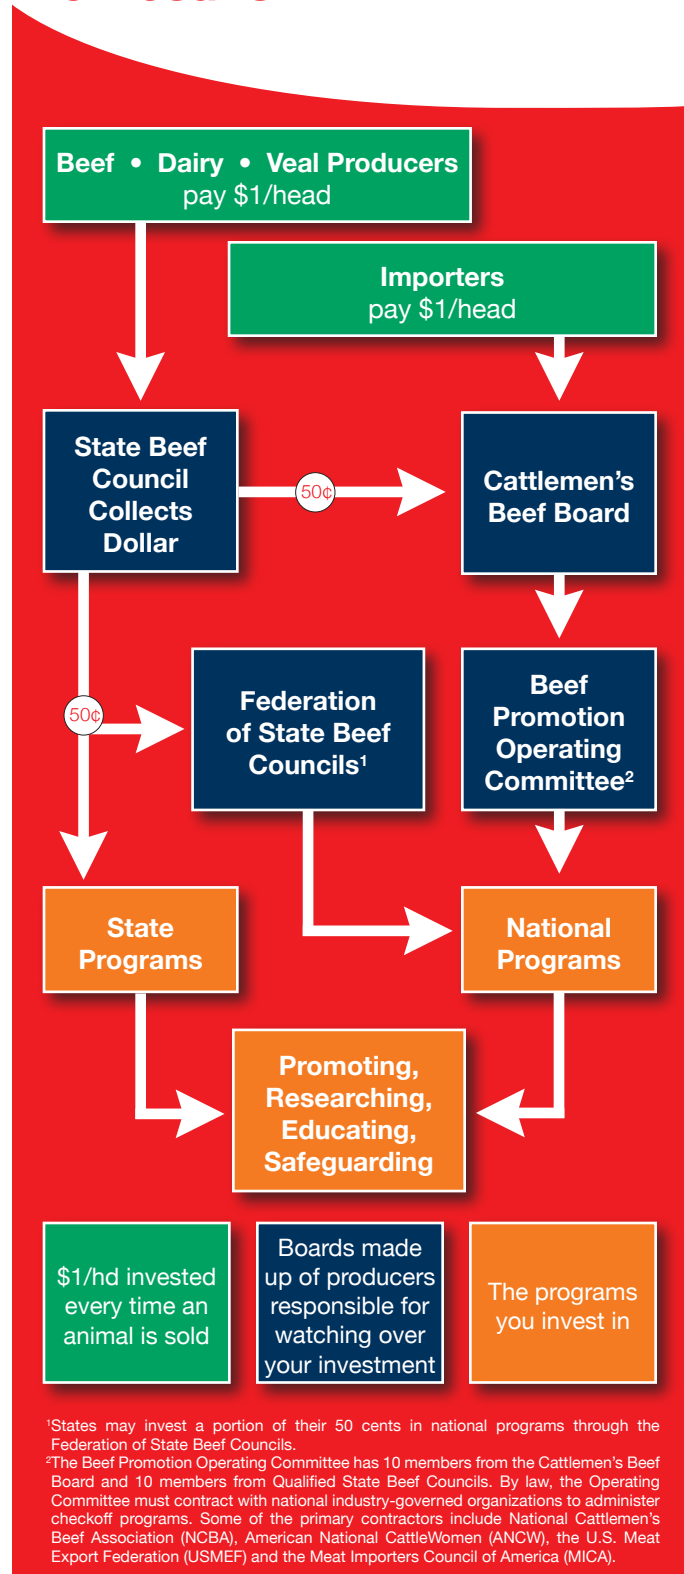 Beef • Dairy • Veal Producers
pay $1/head
Importers
pay $1/head
State Beef
Council
Collects
Dollar
50¢
Cattlemen's
Beef Board
50¢
Federation
of State Beef
Councils¹
Beef
Promotion
Operating
Committee²
State
Programs
National
Programs
Promoting,
Researching,
Educating,
Safeguarding
$1/hd invested
every time an
animal is sold
Boards made
up of producers
responsible for
watching over
your investment
The programs
you invest in
¹States may invest a portion of their 50 cents in national programs through the
Federation of State Beef Councils.
²The Beef Promotion Operating Committee has 10 members from the Cattlemen's Beef
Board and 10 members from Qualified State Beef Councils. By law, the Operating
Committee must contract with national industry-governed organizations to administer
checkoff programs. Some of the primary contractors include National Cattlemen's
Beef Association (NCBA), American National CattleWomen (ANCW), the U.S. Meat
Export Federation (USMEF) and the Meat Importers Council of America (MICA).